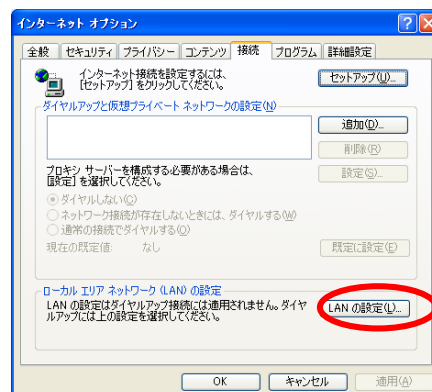 インターネット オプション
全般 セキュリティ プライバシー コンテンツ 接続 プログラム 詳細設定
インターネット接続を設定するには、
[セットアップ] をクリックしてください。
セットアップ(U)...
ダイヤルアップと仮想プライベート ネットワークの設定(N)
追加(D)...
削除(R)
プロキシ サーバーを構成する必要がある場合は、
[設定] を選択してください。
設定(S)...
ダイヤルしない(C)
ネットワーク接続が存在しないときには、ダイヤルする(W)
通常の接続でダイヤルする(O)
現在の既定値: なし
既定に設定(E)
ローカル エリア ネットワーク (LAN) の設定
LAN の設定はダイヤルアップ接続には適用されません。ダイヤ
ルアップには上の設定を選択してください。
LAN の設定(L)...
OK キャンセル 適用(A)